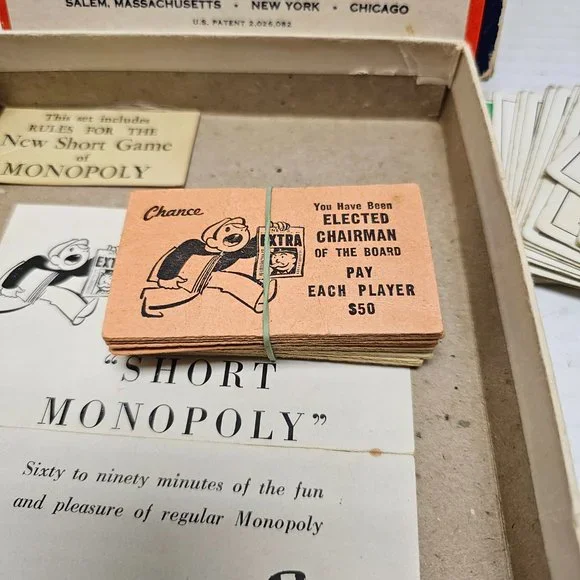 SALEM, MASSACHUSETTS · NEW YORK · CHICAGO
U.S. PATENT 2,026,082
This set includes
RULES FOR THE
New Short Game
of
MONOPOLY
Chance
EXTRA
You Have Been
ELECTED
CHAIRMAN
OF THE BOARD
PAY
EACH PLAYER
$50
EXT
"SHORT
MONOPOLY"
Sixty to ninety minutes of the fun
and pleasure of regular Monopoly